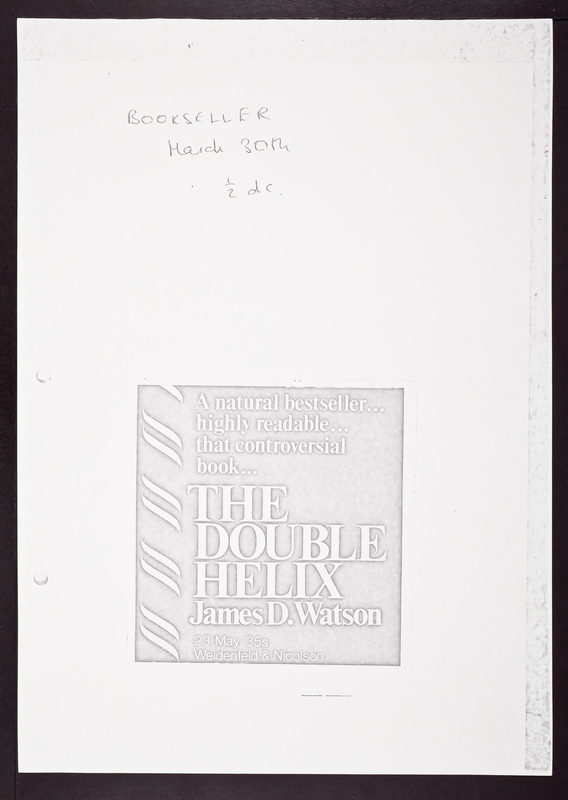 BOOKSELLER
March 30th
½ dc.
A natural bestseller...
highly readable...
that controversial
book...
THE
DOUBLE
HELIX
James D. Watson
23 May, 35s
Weidenfeld & Nicolson